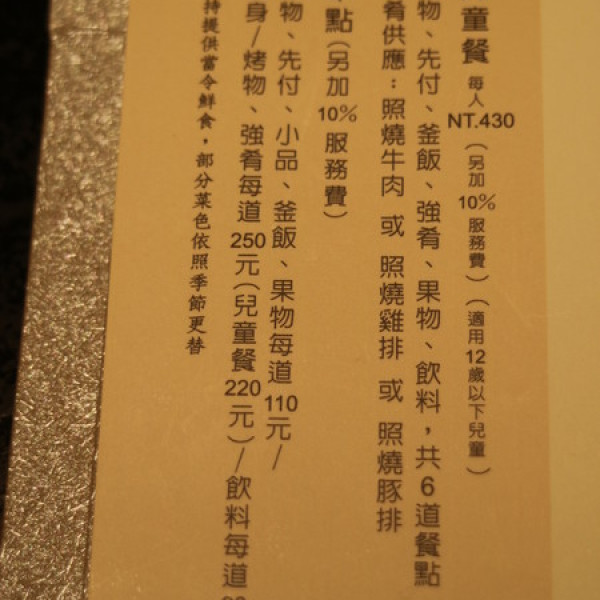 童餐 每人 NT.430（另加10%服務費）（適用12歲以下兒童）
物、先付、釜飯、強肴、果物、飲料，共6道餐點
肴供應：照燒牛肉 或 照燒雞排 或 照燒豚排
點（另加10%服務費）
物、先付、小品、釜飯、果物每道110元/
身/烤物、強肴每道250元（兒童餐220元）/飲料每道
持提供當令鮮食，部分菜色依照季節更替